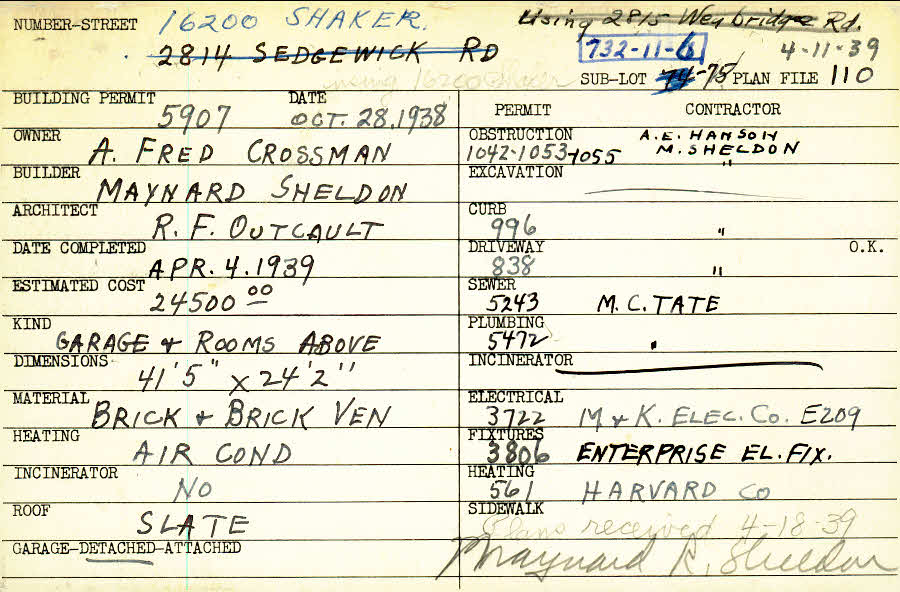 NUMBER-STREET 16200 SHAKER. Using 2815 Weybridge Rd.
2814 SEDGEWICK RD 732-11-6 4-11-39
using 16200 Shaker
SUB-LOT 74-75 PLAN FILE 110
BUILDING PERMIT DATE
5907 OCT. 28, 1938
OWNER
A. FRED CROSSMAN
BUILDER
MAYNARD SHELDON
ARCHITECT
R. F. OUTCAULT
DATE COMPLETED
APR. 4. 1939
ESTIMATED COST
24500 00
KIND
GARAGE & ROOMS ABOVE
DIMENSIONS
41'5" x 24'2"
MATERIAL
BRICK & BRICK VEN
HEATING
AIR COND
INCINERATOR
NO
ROOF
SLATE
GARAGE-DETACHED-ATTACHED
PERMIT CONTRACTOR
OBSTRUCTION A. E. HANSON
1042-1053-1055 M. SHELDON
EXCAVATION "
CURB
996 "
DRIVEWAY O.K.
838 "
SEWER
5243 M. C. TATE
PLUMBING
5472 "
INCINERATOR
ELECTRICAL
3722 M & K. ELEC. CO. E209
FIXTURES
3806 ENTERPRISE EL. FIX.
HEATING
561 HARVARD CO
SIDEWALK
Plans received 4-18-39
Maynard R. Sheldon